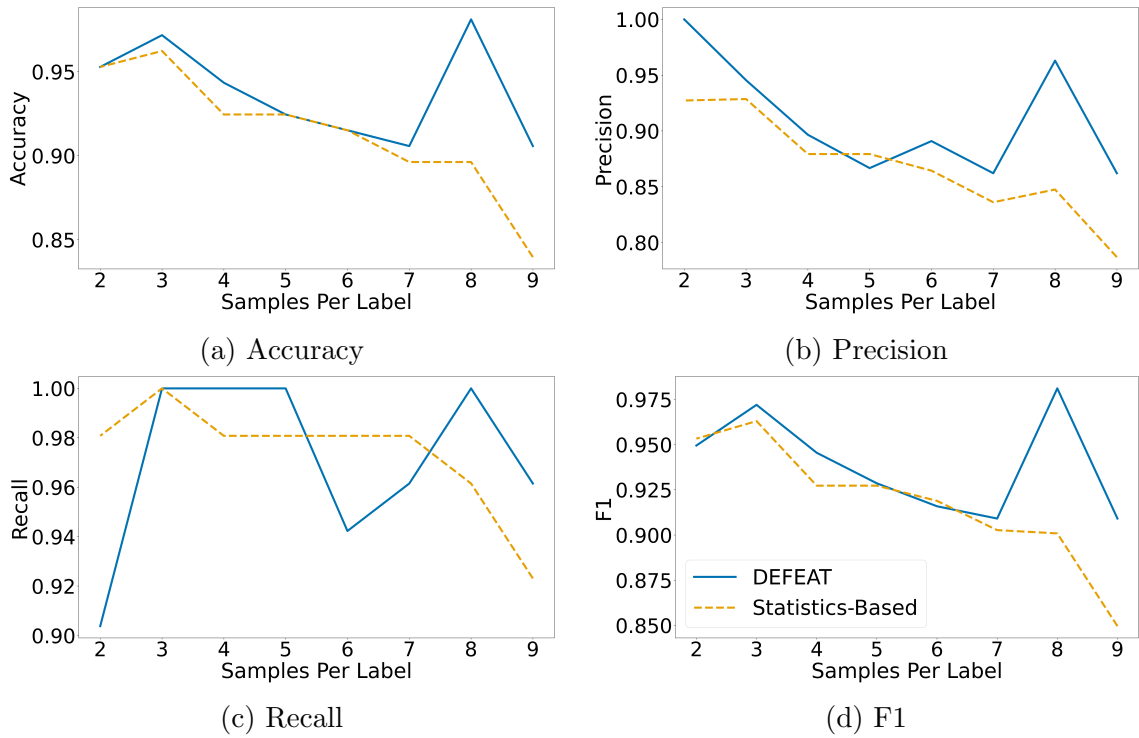 0.95
0.90
0.85
Accuracy
2 3 4 5 6 7 8 9
Samples Per Label
(a) Accuracy
1.00
0.95
0.90
0.85
0.80
Precision
2 3 4 5 6 7 8 9
Samples Per Label
(b) Precision
1.00
0.98
0.96
0.94
0.92
0.90
Recall
2 3 4 5 6 7 8 9
Samples Per Label
(c) Recall
0.975
0.950
0.925
0.900
0.875
0.850
F1
DEFEAT
Statistics-Based
2 3 4 5 6 7 8 9
Samples Per Label
(d) F1